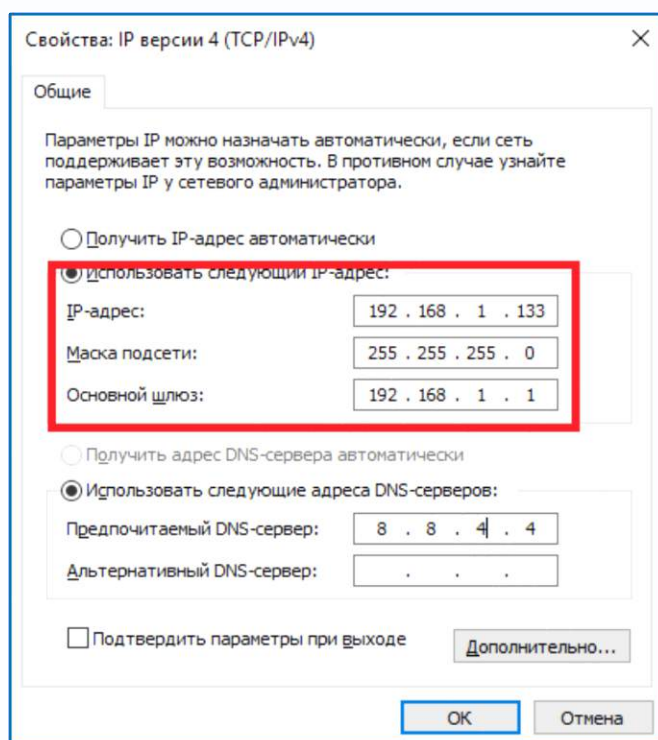 Свойства: IP версии 4 (TCP/IPv4)
Общие
Параметры IP можно назначать автоматически, если сеть
поддерживает эту возможность. В противном случае узнайте
параметры IP у сетевого администратора.
Получить IP-адрес автоматически
Использовать следующий IP-адрес:
IP-адрес: 192 . 168 . 1 . 133
Маска подсети: 255 . 255 . 255 . 0
Основной шлюз: 192 . 168 . 1 . 1
Получить адрес DNS-сервера автоматически
Использовать следующие адреса DNS-серверов:
Предпочитаемый DNS-сервер: 8 . 8 . 4 . 4
Альтернативный DNS-сервер: . . .
Подтвердить параметры при выходе
Дополнительно...
ОК Отмена